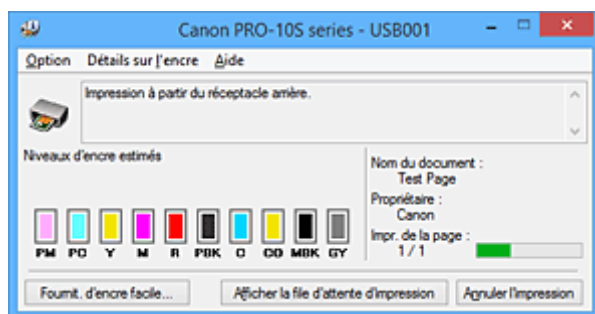 Canon PRO-10S series - USB001
Option Détails sur l'encre Aide
Impression à partir du réceptacle arrière.
Niveaux d'encre estimés
PM PC Y M R PBK C CO MBK GY
Nom du document :
Test Page
Propriétaire :
Canon
Impr. de la page :
1 / 1
Fournit. d'encre facile...
Afficher la file d'attente d'impression
Annuler l'impression